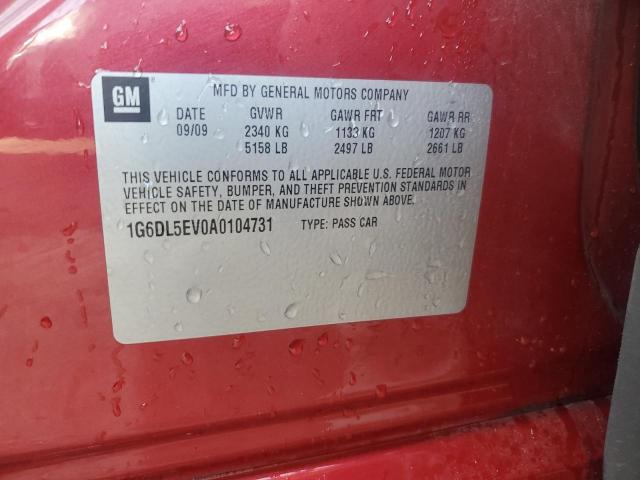 GM
MFD BY GENERAL MOTORS COMPANY
DATE GVWR GAWR FRT GAWR RR
09/09 2340 KG 1133 KG 1207 KG
5158 LB 2497 LB 2661 LB
THIS VEHICLE CONFORMS TO ALL APPLICABLE U.S. FEDERAL MOTOR
VEHICLE SAFETY, BUMPER, AND THEFT PREVENTION STANDARDS IN
EFFECT ON THE DATE OF MANUFACTURE SHOWN ABOVE.
1G6DL5EV0A0104731 TYPE: PASS CAR